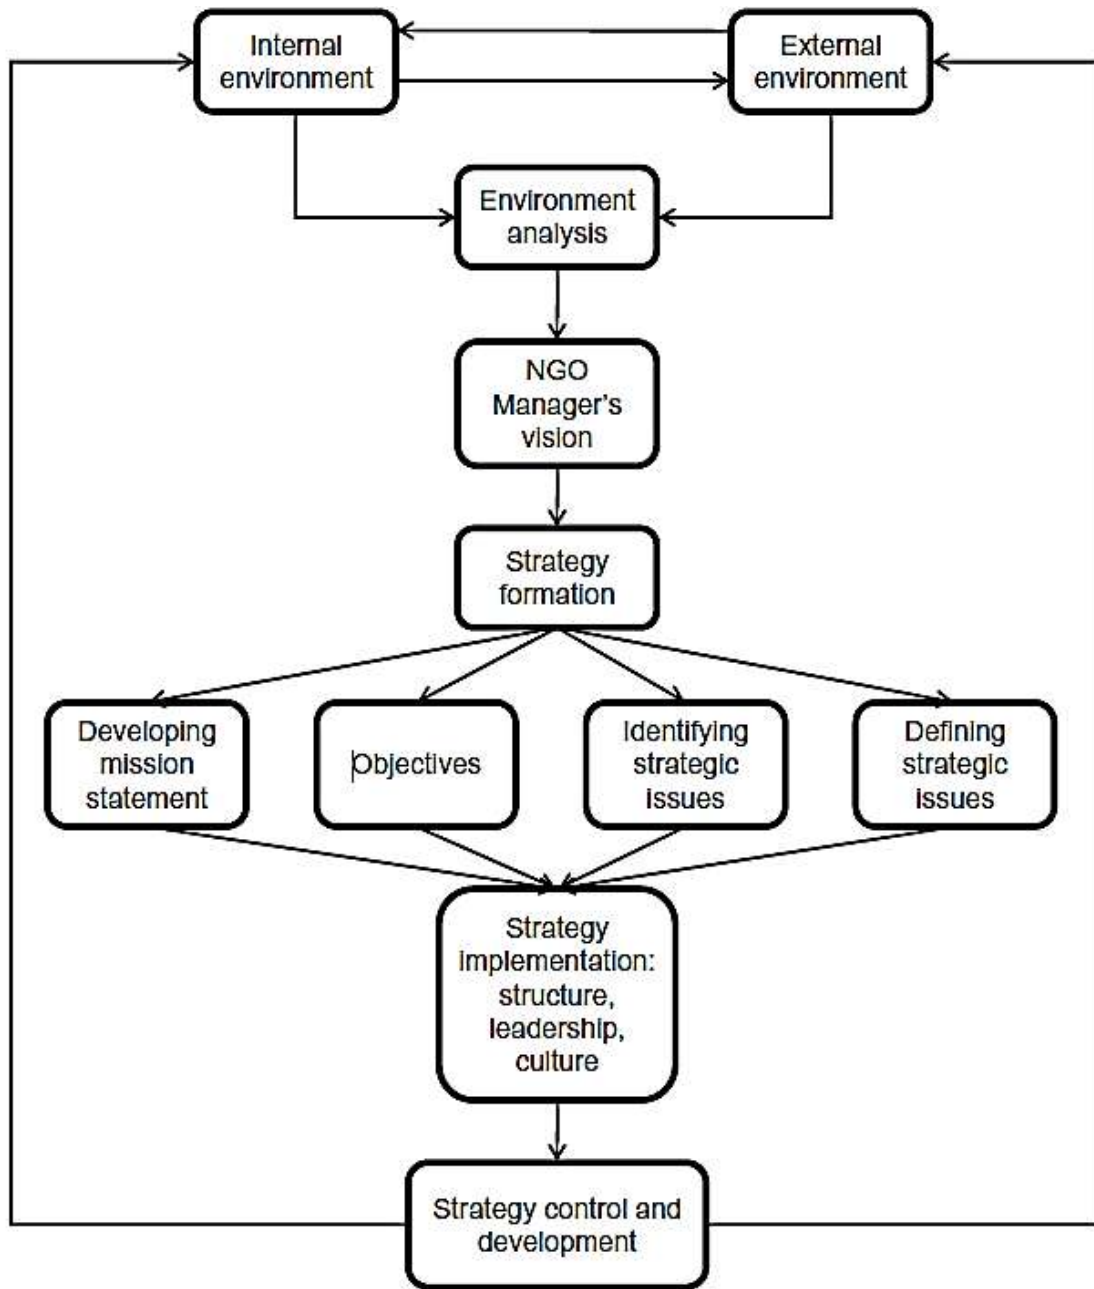 Internal
environment
External
environment
Environment
analysis
NGO
Manager's
vision
Strategy
formation
Developing
mission
statement
Objectives
Identifying
strategic
issues
Defining
strategic
issues
Strategy
implementation:
structure,
leadership,
culture
Strategy control and
development